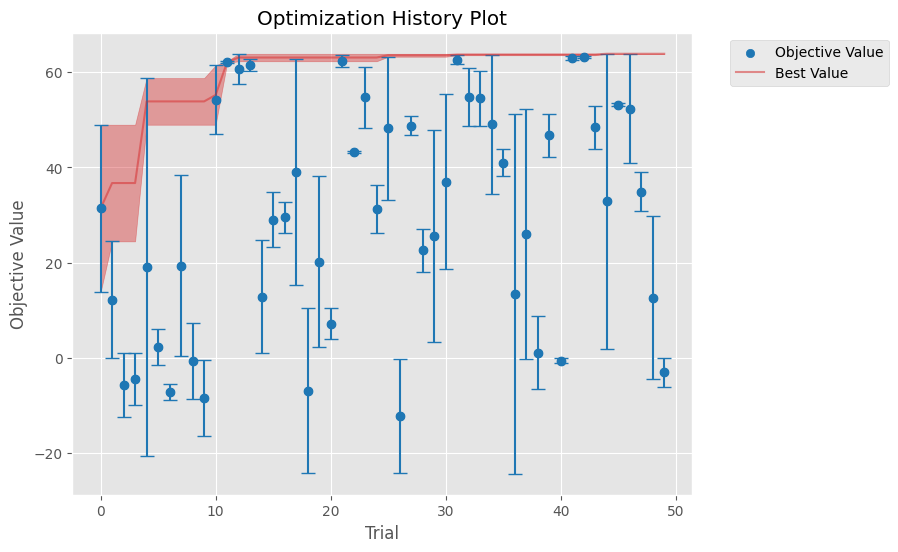 Optimization History Plot
Objective Value
Best Value
Objective Value
60
40
20
0
−20
0 10 20 30 40 50
Trial